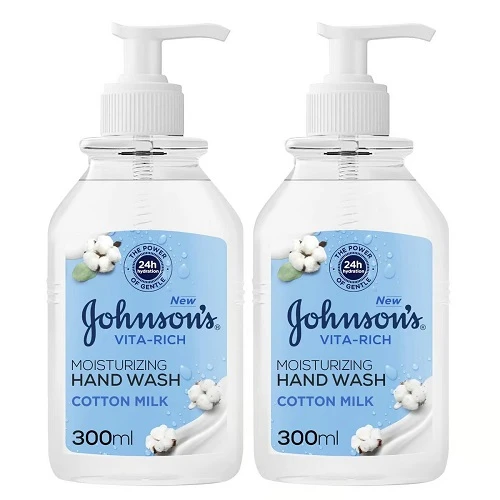 THE POWER
24h
hydration
OF GENTLE
New
Johnson's®
VITA-RICH
MOISTURIZING
HAND WASH
COTTON MILK
300ml
THE POWER
24h
hydration
OF GENTLE
New
Johnson's®
VITA-RICH
MOISTURIZING
HAND WASH
COTTON MILK
300ml